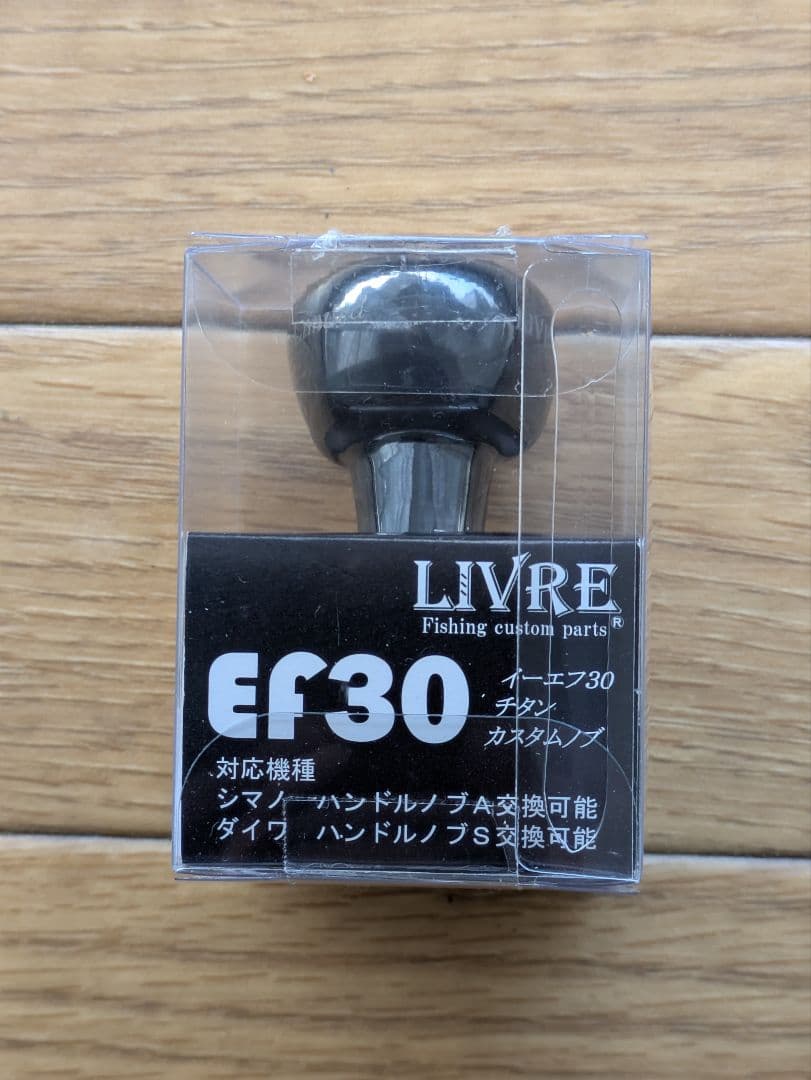 LIVRE
Fishing custom parts®
EF30
イーエフ30
チタン
カスタムノブ
対応機種
シマノ　ハンドルノブA交換可能
ダイワ　ハンドルノブS交換可能